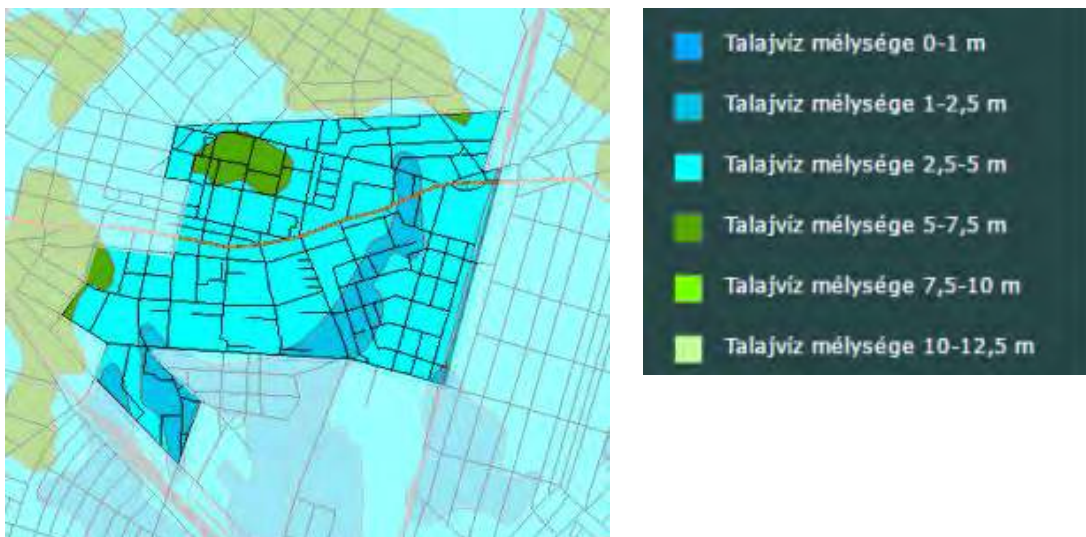 Talajvíz mélysége 0-1 m
Talajvíz mélysége 1-2,5 m
Talajvíz mélysége 2,5-5 m
Talajvíz mélysége 5-7,5 m
Talajvíz mélysége 7,5-10 m
Talajvíz mélysége 10-12,5 m